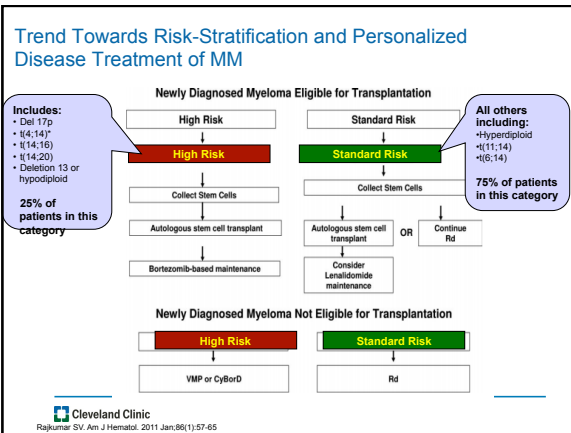 Trend Towards Risk-Stratification and Personalized
Disease Treatment of MM
Newly Diagnosed Myeloma Eligible for Transplantation
Includes:
• Del 17p
• t(4;14)*
• t(14;16)
• t(14;20)
• Deletion 13 or
hypodiploid
25% of
patients in this
category
High Risk
High Risk
Collect Stem Cells
Autologous stem cell transplant
Bortezomib-based maintenance
Standard Risk
Standard Risk
Collect Stem Cells
Autologous stem cell
transplant
OR
Continue
Rd
Consider
Lenalidomide
maintenance
All others
including:
•Hyperdiploid
•t(11;14)
•t(6;14)
75% of patients
in this category
Newly Diagnosed Myeloma Not Eligible for Transplantation
High Risk
VMP or CyBorD
Standard Risk
Rd
Cleveland Clinic
Rajkumar SV. Am J Hematol. 2011 Jan;86(1):57-65